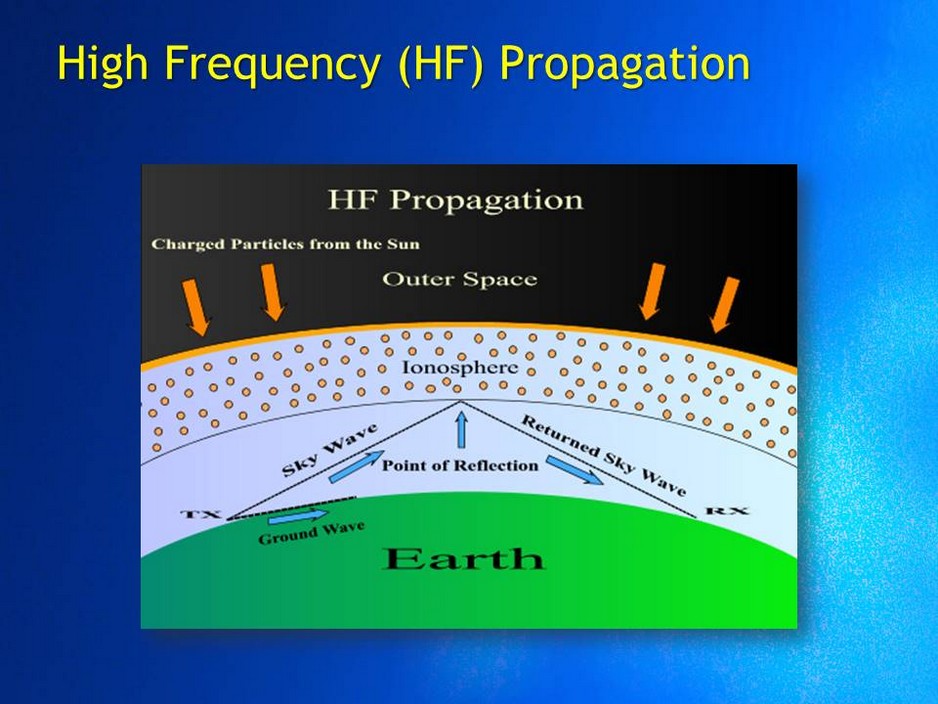 High Frequency (HF) Propagation
HF Propagation
Charged Particles from the Sun
Outer Space
Ionosphere
Sky Wave
Returned Sky Wave
Point of Reflection
TX
RX
Ground Wave
Earth